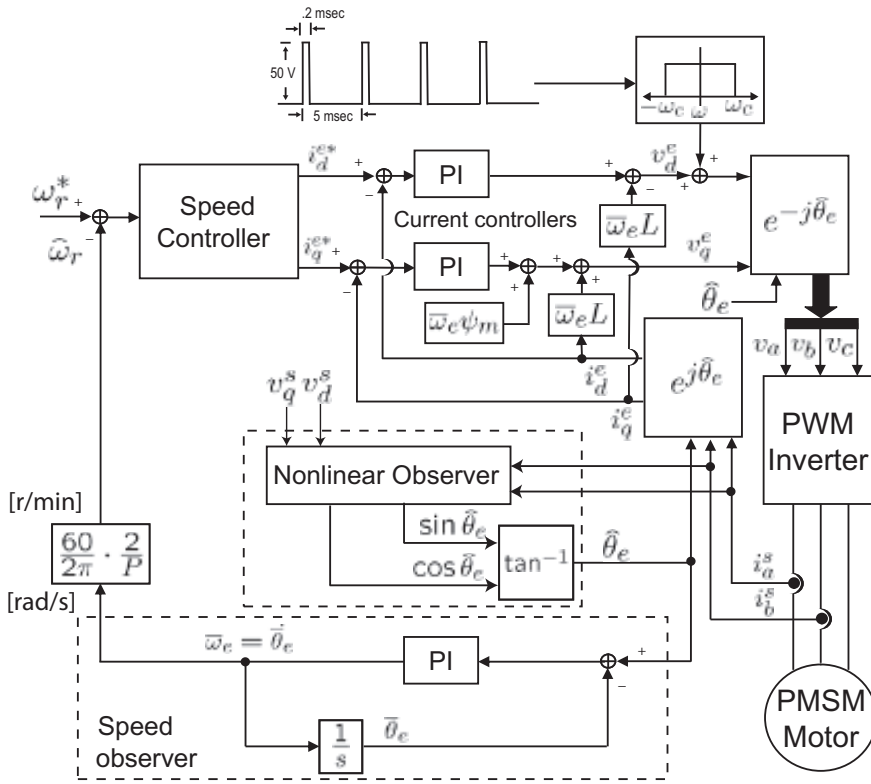 .2 msec
50 V
5 msec
−ω_c ω ω_c
i_d^{e*}
PI
v_d^e
ω_r^*
ω̂_r
Speed
Controller
Current controllers
ω̅_e L
e^{−jθ̂_e}
i_q^{e*}
PI
v_q^e
ω̅_e ψ_m
ω̅_e L
θ̂_e
v_a v_b v_c
i_d^e
e^{jθ̂_e}
i_q^e
v_q^s v_d^s
PWM
Inverter
Nonlinear Observer
[r/min]
sin θ̂_e
60/2π · 2/P
cos θ̂_e
tan^{−1}
θ̂_e
i_a^s
[rad/s]
i_b^s
ω̅_e = θ̅̇_e
PI
PMSM
Motor
Speed
observer
1/s
θ̅_e